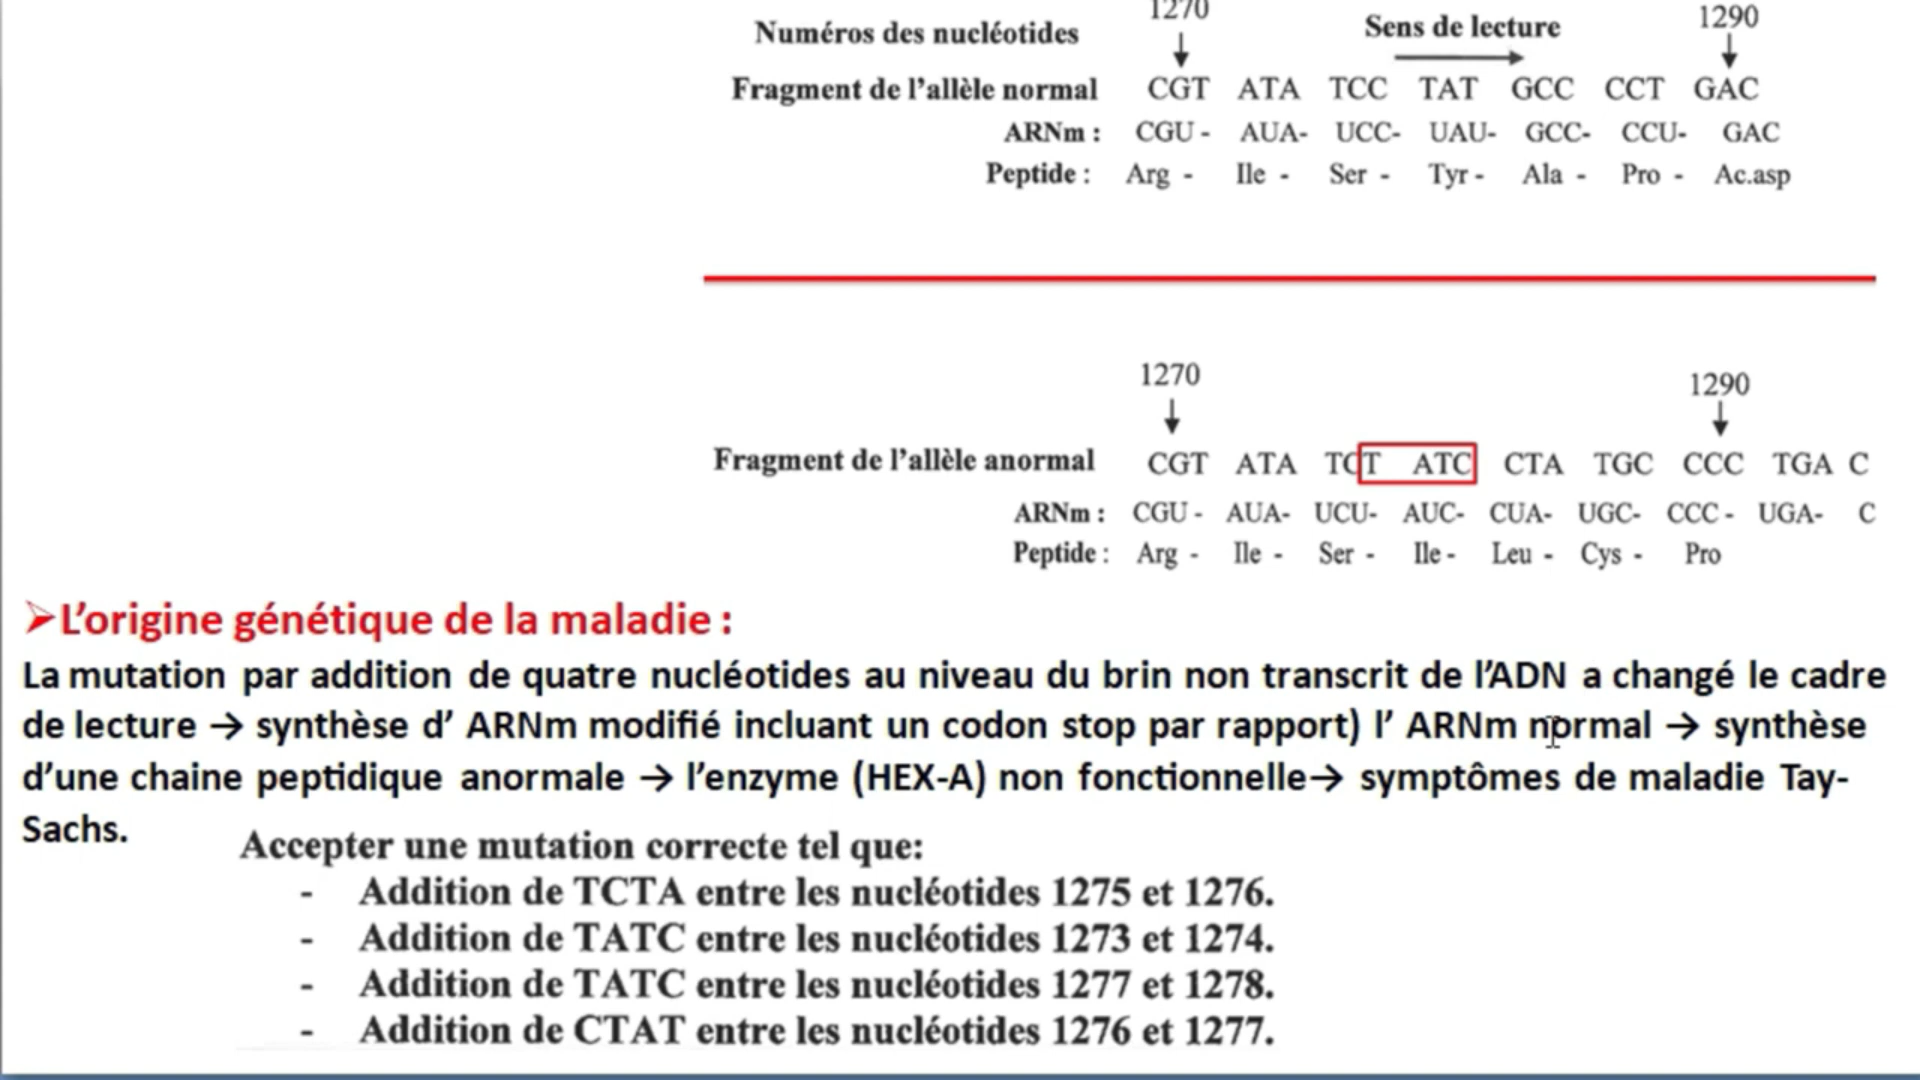 1270
1290
Numéros des nucléotides
Sens de lecture
Fragment de l'allèle normal CGT ATA TCC TAT GCC CCT GAC
ARNm : CGU - AUA- UCC- UAU- GCC- CCU- GAC
Peptide : Arg - Ile - Ser - Tyr - Ala - Pro - Ac.asp
1270
1290
Fragment de l'allèle anormal CGT ATA TCT ATC CTA TGC CCC TGA C
ARNm : CGU - AUA- UCU- AUC- CUA- UGC- CCC - UGA- C
Peptide : Arg - Ile - Ser - Ile - Leu - Cys - Pro
➢L'origine génétique de la maladie :
La mutation par addition de quatre nucléotides au niveau du brin non transcrit de l'ADN a changé le cadre
de lecture → synthèse d' ARNm modifié incluant un codon stop par rapport) l' ARNm normal → synthèse
d'une chaine peptidique anormale → l'enzyme (HEX-A) non fonctionnelle→ symptômes de maladie Tay-
Sachs.
Accepter une mutation correcte tel que:
- Addition de TCTA entre les nucléotides 1275 et 1276.
- Addition de TATC entre les nucléotides 1273 et 1274.
- Addition de TATC entre les nucléotides 1277 et 1278.
- Addition de CTAT entre les nucléotides 1276 et 1277.